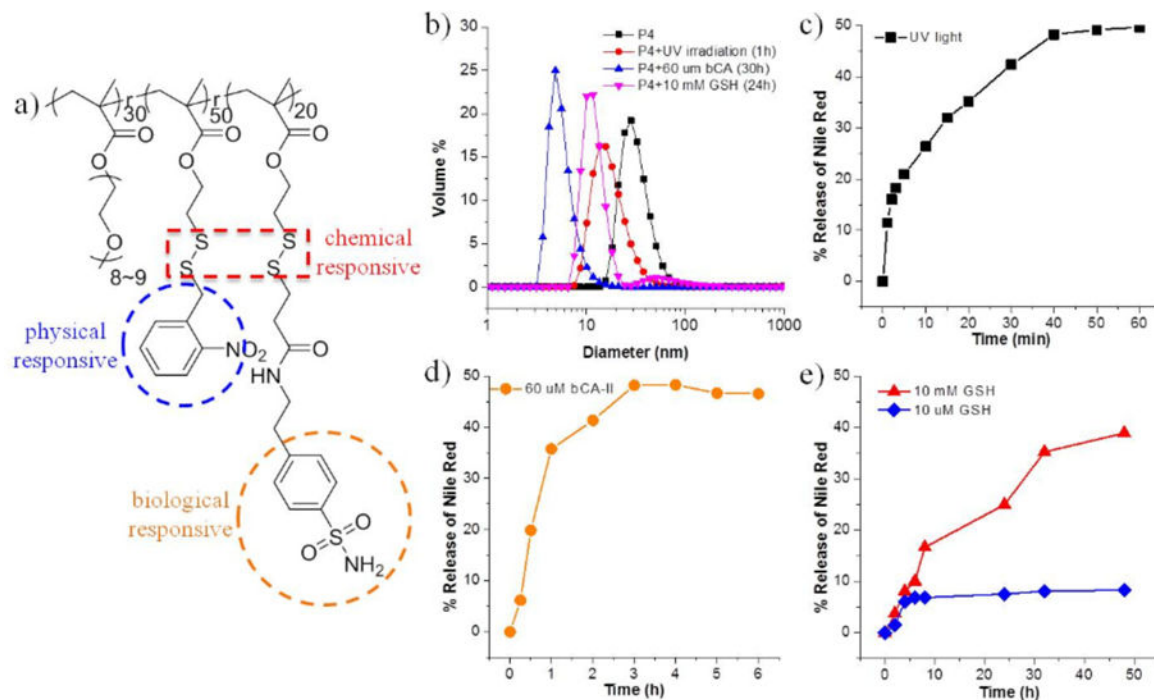 a)
30
r
50
r
20
O
O
O
O
O
O
O
O
8~9
S
S
S
S
chemical
responsive
physical
responsive
NO2
O
HN
biological
responsive
O
S
O
NH2
b)
P4
P4+UV irradiation (1h)
P4+60 um bCA (30h)
P4+10 mM GSH (24h)
Volume %
30
25
20
15
10
5
0
1 10 100 1000
Diameter (nm)
c)
UV light
% Release of Nile Red
50
40
30
20
10
0
0 10 20 30 40 50 60
Time (min)
d)
60 uM bCA-II
% Release of Nile Red
50
40
30
20
10
0
0 1 2 3 4 5 6
Time (h)
e)
10 mM GSH
10 uM GSH
% Release of Nile Red
50
40
30
20
10
0
0 10 20 30 40 50
Time (h)